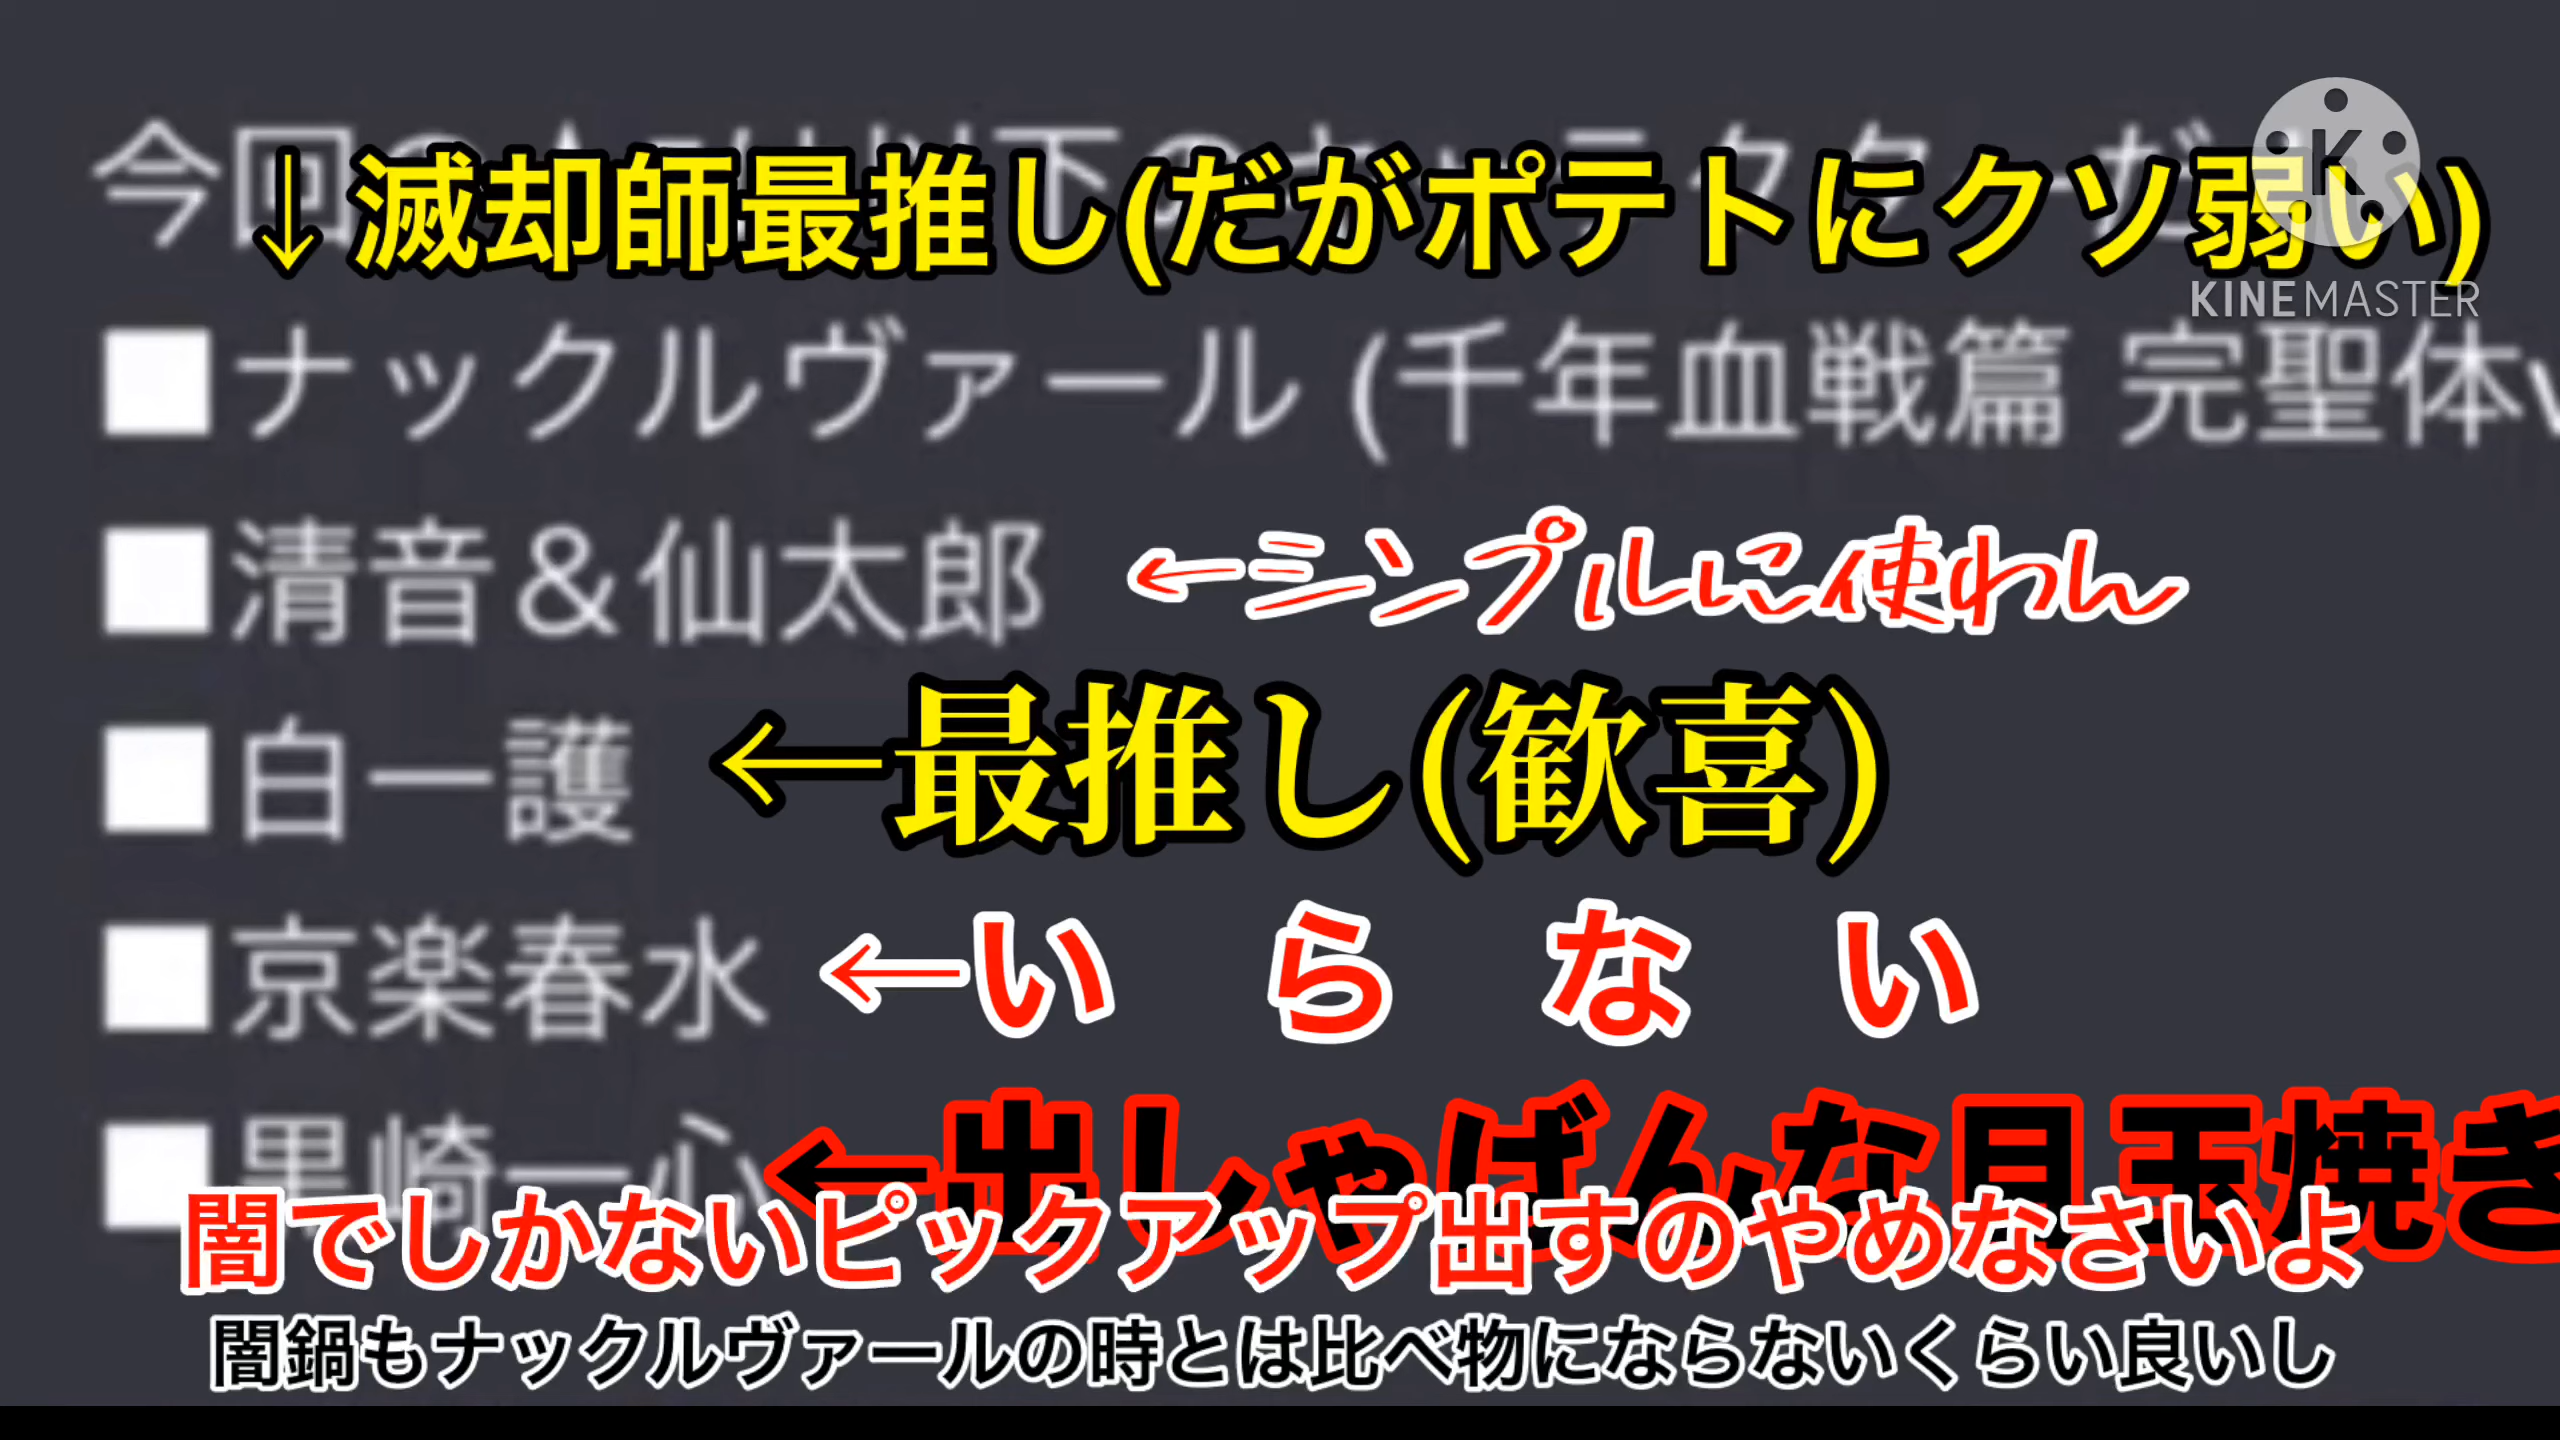 ↓滅却師最推し(だがポテトにクソ弱い)
KINEMASTER
■ナックルヴァール (千年血戦篇 完聖体v
■清音＆仙太郎 ←シンプルに使わん
■白一護 ←最推し(歓喜)
■京楽春水 ←い ら な い
■黒崎一心 ←出しゃばんな目玉焼き
闇でしかないピックアップ出すのやめなさいよ
闇鍋もナックルヴァールの時とは比べ物にならないくらい良いし